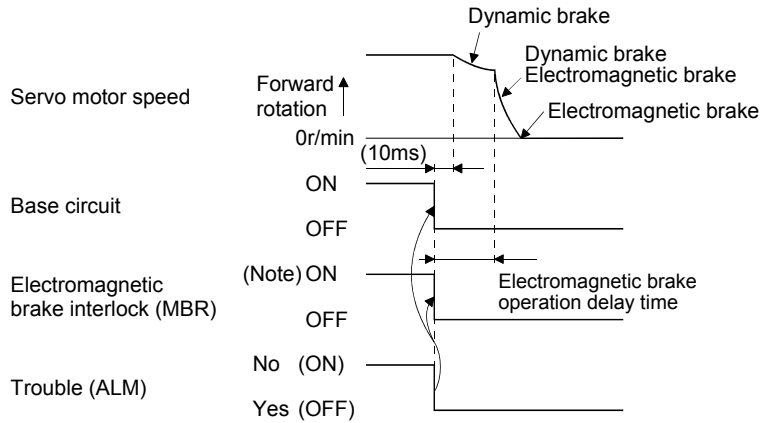 Dynamic brake
Dynamic brake
Electromagnetic brake
Servo motor speed
Forward
rotation
Electromagnetic brake
0r/min
(10ms)
Base circuit
ON
OFF
Electromagnetic
brake interlock (MBR)
(Note) ON
OFF
Electromagnetic brake
operation delay time
Trouble (ALM)
No (ON)
Yes (OFF)